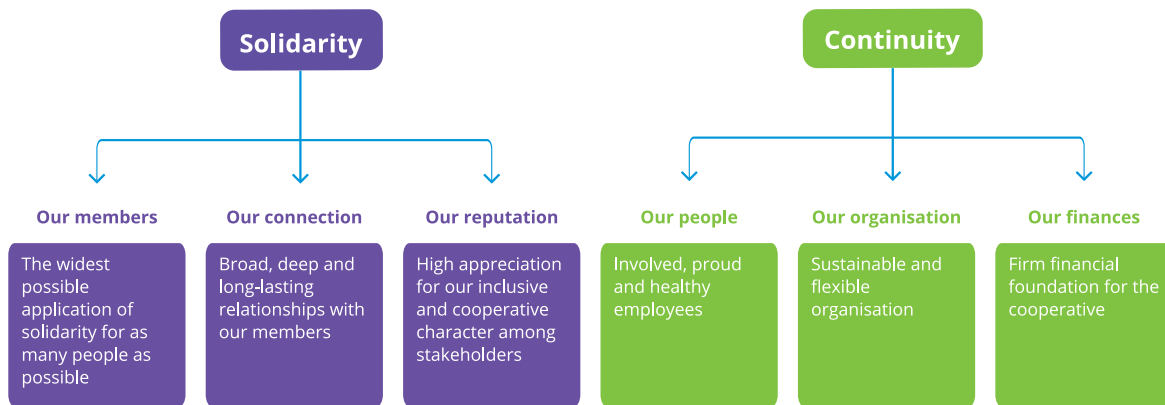 Solidarity
Continuity
Our members
Our connection
Our reputation
Our people
Our organisation
Our finances
The widest
possible
application of
solidarity for as
many people as
possible
Broad, deep and
long-lasting
relationships with
our members
High appreciation
for our inclusive
and cooperative
character among
stakeholders
Involved, proud
and healthy
employees
Sustainable and
flexible
organisation
Firm financial
foundation for the
cooperative